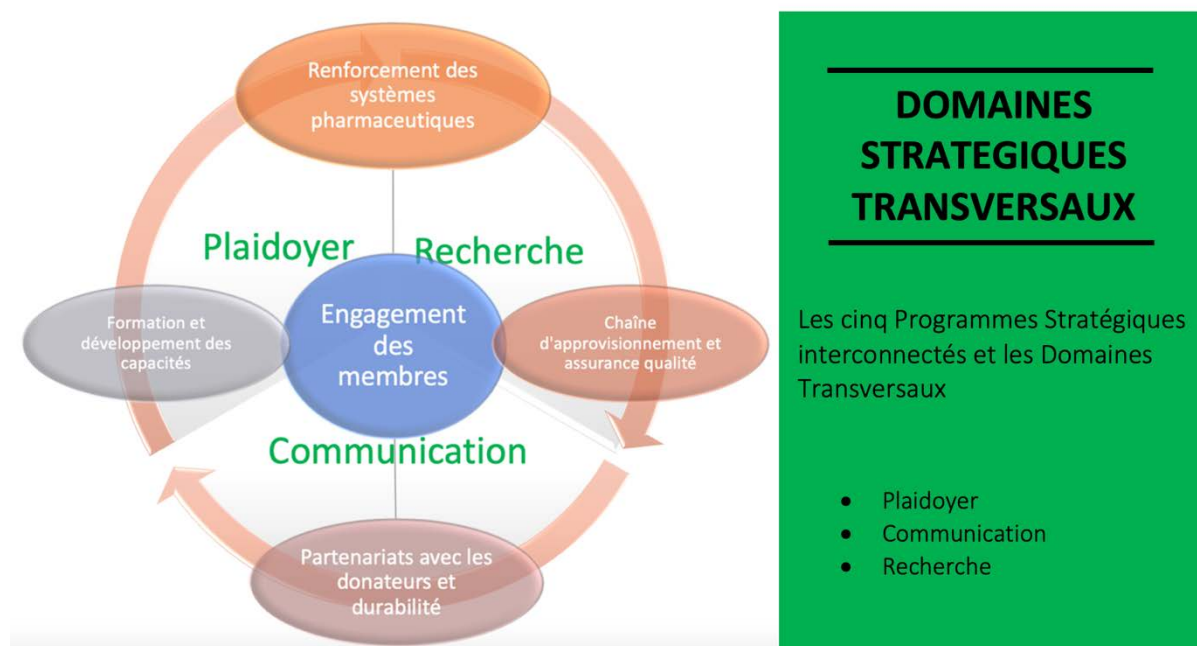 Renforcement des
systèmes
pharmaceutiques
Plaidoyer
Recherche
Formation et
développement des
capacités
Engagement
des
membres
Chaîne
d'approvisionnement et
assurance qualité
Communication
Partenariats avec les
donateurs et
durabilité
DOMAINES
STRATEGIQUES
TRANSVERSAUX
Les cinq Programmes Stratégiques
interconnectés et les Domaines
Transversaux
• Plaidoyer
• Communication
• Recherche